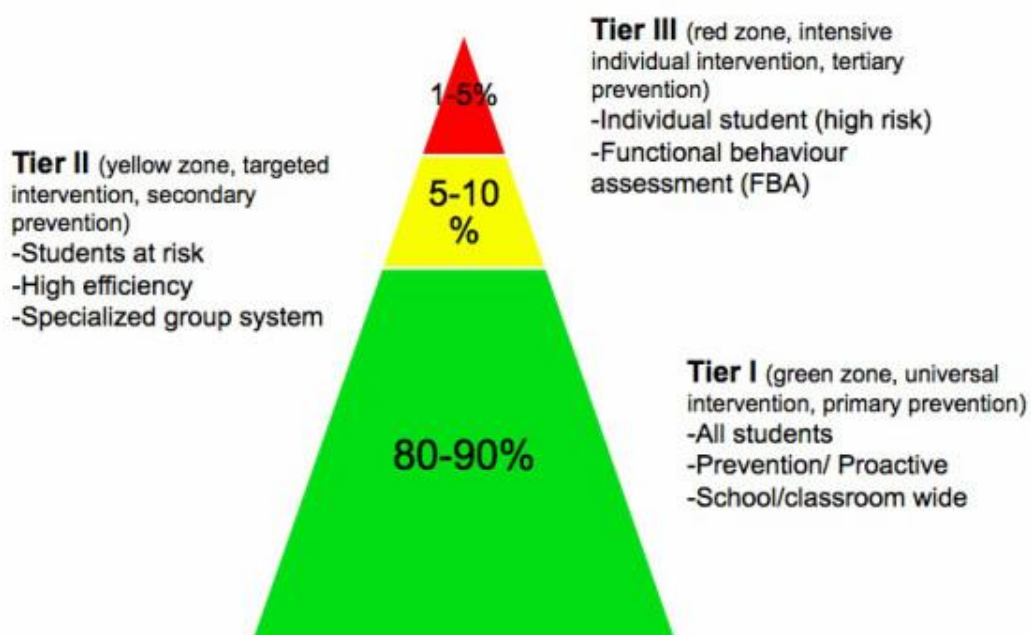 Tier III (red zone, intensive
individual intervention, tertiary
prevention)
-Individual student (high risk)
-Functional behaviour
assessment (FBA)
1-5%
Tier II (yellow zone, targeted
intervention, secondary
prevention)
-Students at risk
-High efficiency
-Specialized group system
5-10
%
Tier I (green zone, universal
intervention, primary prevention)
-All students
-Prevention/ Proactive
-School/classroom wide
80-90%